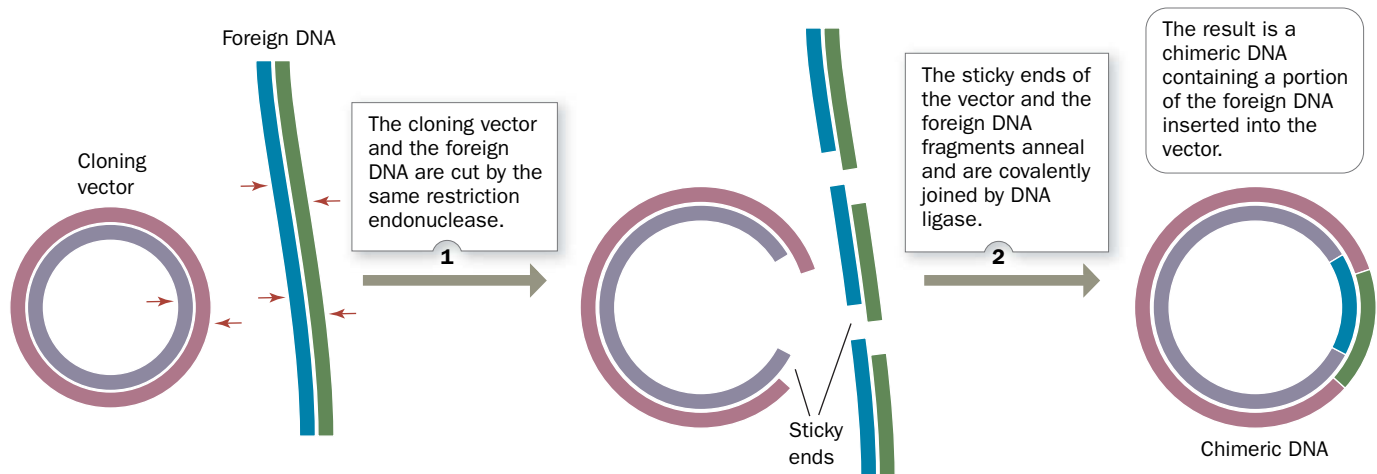 Foreign DNA
Cloning
vector
The cloning vector
and the foreign
DNA are cut by the
same restriction
endonuclease.
1
Sticky
ends
The sticky ends of
the vector and the
foreign DNA
fragments anneal
and are covalently
joined by DNA
ligase.
2
The result is a
chimeric DNA
containing a portion
of the foreign DNA
inserted into the
vector.
Chimeric DNA